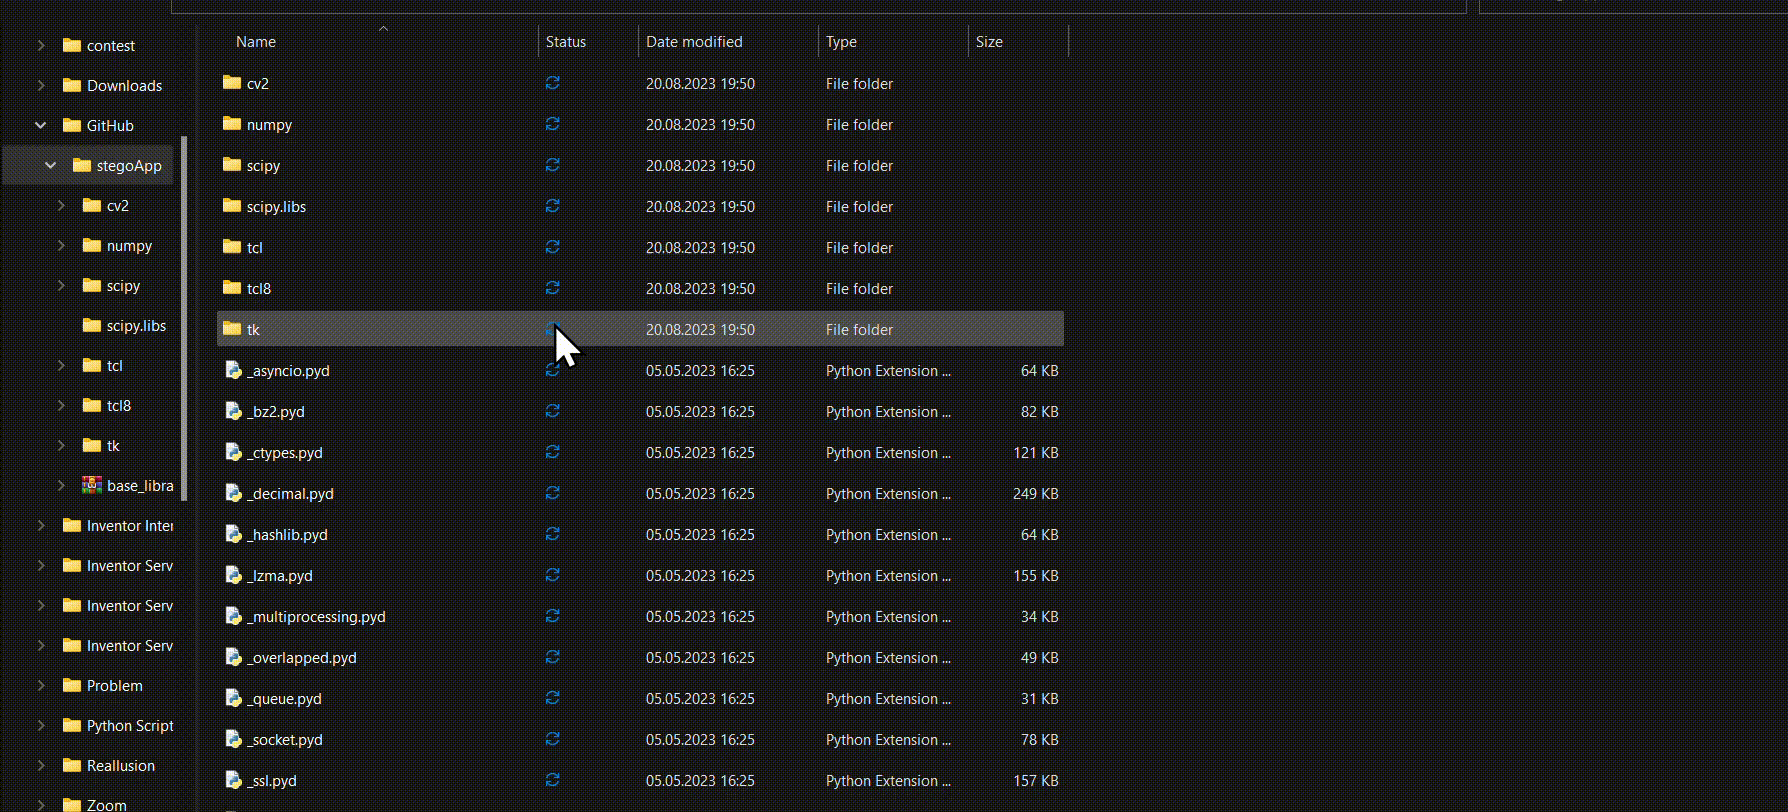 contest
Downloads
GitHub
stegoApp
cv2
numpy
scipy
scipy.libs
tcl
tcl8
tk
base_libra
Inventor Inter
Inventor Serv
Inventor Serv
Inventor Serv
Problem
Python Script
Reallusion
Zoom
Name Status Date modified Type Size
cv2 20.08.2023 19:50 File folder
numpy 20.08.2023 19:50 File folder
scipy 20.08.2023 19:50 File folder
scipy.libs 20.08.2023 19:50 File folder
tcl 20.08.2023 19:50 File folder
tcl8 20.08.2023 19:50 File folder
tk 20.08.2023 19:50 File folder
_asyncio.pyd 05.05.2023 16:25 Python Extension ... 64 KB
_bz2.pyd 05.05.2023 16:25 Python Extension ... 82 KB
_ctypes.pyd 05.05.2023 16:25 Python Extension ... 121 KB
_decimal.pyd 05.05.2023 16:25 Python Extension ... 249 KB
_hashlib.pyd 05.05.2023 16:25 Python Extension ... 64 KB
_lzma.pyd 05.05.2023 16:25 Python Extension ... 155 KB
_multiprocessing.pyd 05.05.2023 16:25 Python Extension ... 34 KB
_overlapped.pyd 05.05.2023 16:25 Python Extension ... 49 KB
_queue.pyd 05.05.2023 16:25 Python Extension ... 31 KB
_socket.pyd 05.05.2023 16:25 Python Extension ... 78 KB
_ssl.pyd 05.05.2023 16:25 Python Extension ... 157 KB